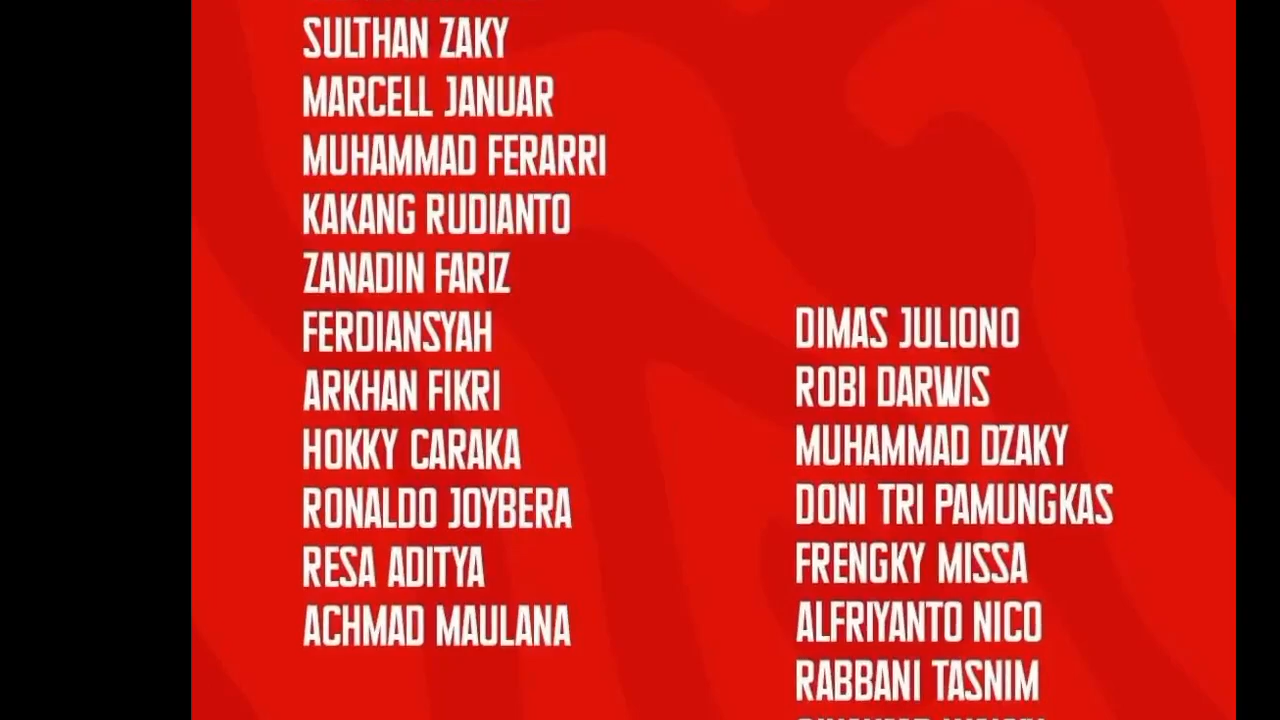 SULTHAN ZAKY
MARCELL JANUAR
MUHAMMAD FERARRI
KAKANG RUDIANTO
ZANADIN FARIZ
FERDIANSYAH
ARKHAN FIKRI
HOKKY CARAKA
RONALDO JOYBERA
RESA ADITYA
ACHMAD MAULANA
DIMAS JULIONO
ROBI DARWIS
MUHAMMAD DZAKY
DONI TRI PAMUNGKAS
FRENGKY MISSA
ALFRIYANTO NICO
RABBANI TASNIM